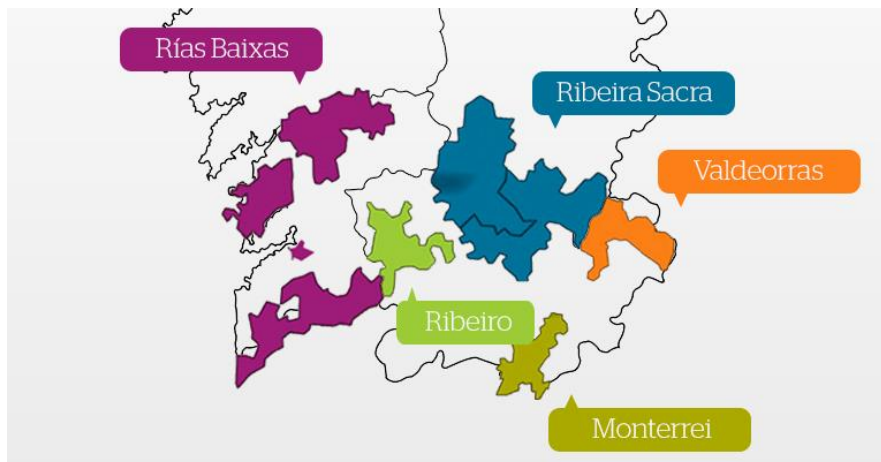 Rías Baixas
Ribeira Sacra
Valdeorras
Ribeiro
Monterrei